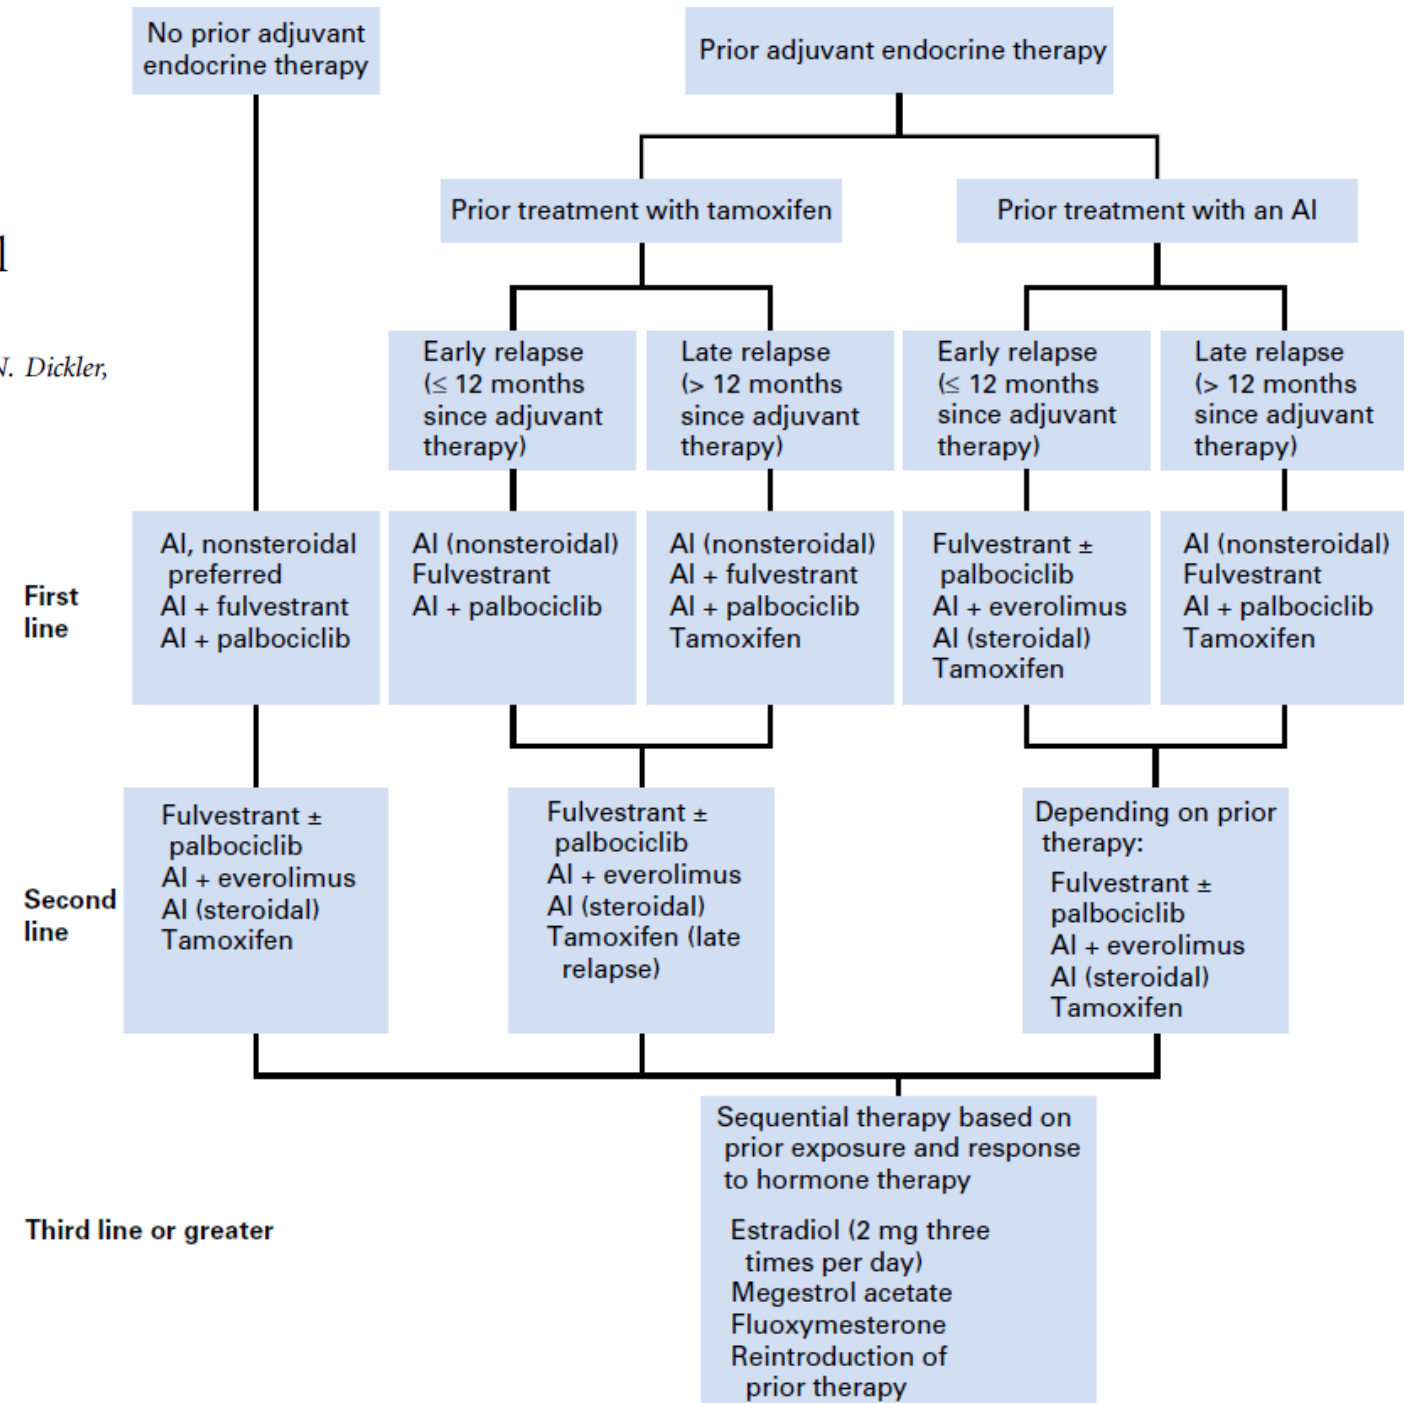 No prior adjuvant
endocrine therapy
Prior adjuvant endocrine therapy
Prior treatment with tamoxifen
Prior treatment with an AI
l
N. Dickler,
Early relapse
(≤ 12 months
since adjuvant
therapy)
Late relapse
(> 12 months
since adjuvant
therapy)
Early relapse
(≤ 12 months
since adjuvant
therapy)
Late relapse
(> 12 months
since adjuvant
therapy)
First
line
AI, nonsteroidal
preferred
AI + fulvestrant
AI + palbociclib
AI (nonsteroidal)
Fulvestrant
AI + palbociclib
AI (nonsteroidal)
AI + fulvestrant
AI + palbociclib
Tamoxifen
Fulvestrant ±
palbociclib
AI + everolimus
AI (steroidal)
Tamoxifen
AI (nonsteroidal)
Fulvestrant
AI + palbociclib
Tamoxifen
Second
line
Fulvestrant ±
palbociclib
AI + everolimus
AI (steroidal)
Tamoxifen
Fulvestrant ±
palbociclib
AI + everolimus
AI (steroidal)
Tamoxifen (late
relapse)
Depending on prior
therapy:
Fulvestrant ±
palbociclib
AI + everolimus
AI (steroidal)
Tamoxifen
Third line or greater
Sequential therapy based on
prior exposure and response
to hormone therapy
Estradiol (2 mg three
times per day)
Megestrol acetate
Fluoxymesterone
Reintroduction of
prior therapy